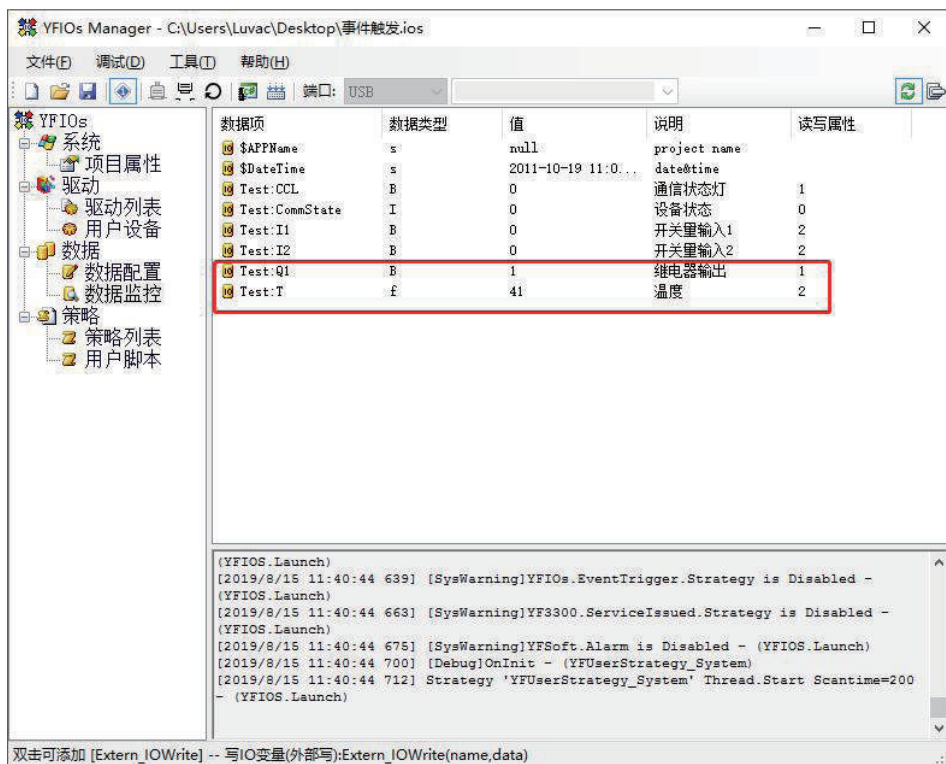 YFIOs Manager - C:\Users\Luvac\Desktop\事件触发.ios
文件(F) 调试(D) 工具(T) 帮助(H)
端口: USB
YFIOs
系统
项目属性
驱动
驱动列表
用户设备
数据
数据配置
数据监控
策略
策略列表
用户脚本
数据项 数据类型 值 说明 读写属性
$APPName s null project name
$DateTime s 2011-10-19 11:0... date&time
Test:CCL B 0 通信状态灯 1
Test:CommState I 0 设备状态 0
Test:I1 B 0 开关量输入1 2
Test:I2 B 0 开关量输入2 2
Test:Q1 B 1 继电器输出 1
Test:T f 41 温度 2
(YFIOS.Launch)
[2019/8/15 11:40:44 639] [SysWarning]YFIOs.EventTrigger.Strategy is Disabled -
(YFIOS.Launch)
[2019/8/15 11:40:44 663] [SysWarning]YF3300.ServiceIssued.Strategy is Disabled -
(YFIOS.Launch)
[2019/8/15 11:40:44 675] [SysWarning]YFSoft.Alarm is Disabled - (YFIOS.Launch)
[2019/8/15 11:40:44 700] [Debug]OnInit - (YFUserStrategy_System)
[2019/8/15 11:40:44 712] Strategy 'YFUserStrategy_System' Thread.Start Scantime=200
- (YFIOS.Launch)
双击可添加 [Extern_IOWrite] -- 写IO变量(外部写):Extern_IOWrite(name,data)